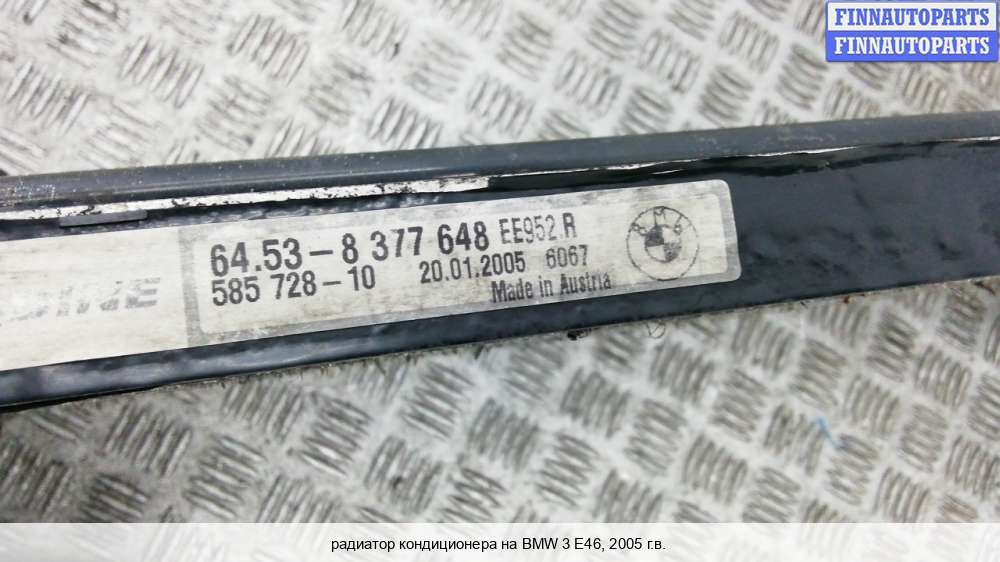 FINNAUTOPARTS
FINNAUTOPARTS
64.53-8 377 648 EE952 R
585 728-10 20.01.2005 6067
Made in Austria
BMW
радиатор кондиционера на BMW 3 E46, 2005 г.в.